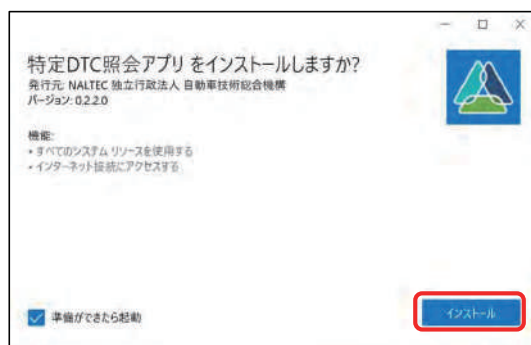 特定DTC照会アプリ をインストールしますか?
発行元: NALTEC 独立行政法人 自動車技術総合機構
バージョン: 0.2.2.0
機能:
• すべてのシステム リソースを使用する
• インターネット接続にアクセスする
準備ができたら起動
インストール